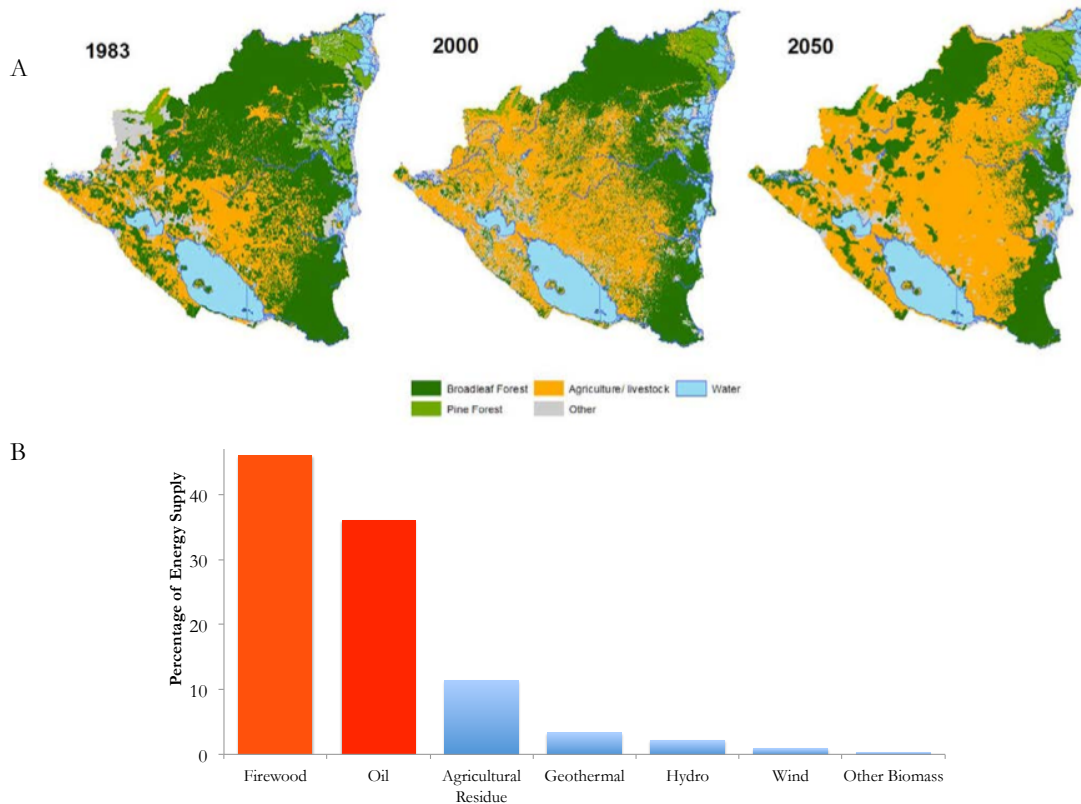 A
1983
2000
2050
Broadleaf Forest
Agriculture/ livestock
Water
Pine Forest
Other
B
Percentage of Energy Supply
40
30
20
10
0
Firewood
Oil
Agricultural
Residue
Geothermal
Hydro
Wind
Other Biomass